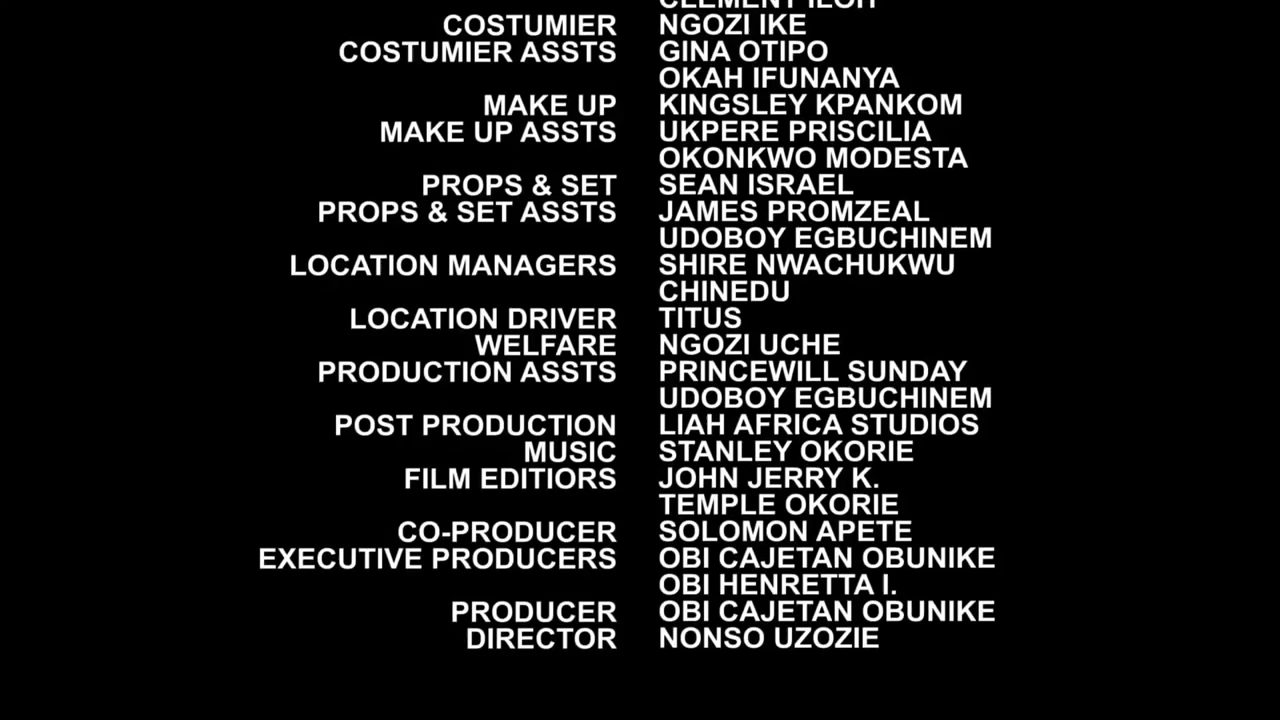 CLEMENT ILOH
COSTUMIER NGOZI IKE
COSTUMIER ASSTS GINA OTIPO
OKAH IFUNANYA
MAKE UP KINGSLEY KPANKOM
MAKE UP ASSTS UKPERE PRISCILIA
OKONKWO MODESTA
PROPS & SET SEAN ISRAEL
PROPS & SET ASSTS JAMES PROMZEAL
UDOBOY EGBUCHINEM
LOCATION MANAGERS SHIRE NWACHUKWU
CHINEDU
LOCATION DRIVER TITUS
WELFARE NGOZI UCHE
PRODUCTION ASSTS PRINCEWILL SUNDAY
UDOBOY EGBUCHINEM
POST PRODUCTION LIAH AFRICA STUDIOS
MUSIC STANLEY OKORIE
FILM EDITIORS JOHN JERRY K.
TEMPLE OKORIE
CO-PRODUCER SOLOMON APETE
EXECUTIVE PRODUCERS OBI CAJETAN OBUNIKE
OBI HENRETTA I.
PRODUCER OBI CAJETAN OBUNIKE
DIRECTOR NONSO UZOZIE